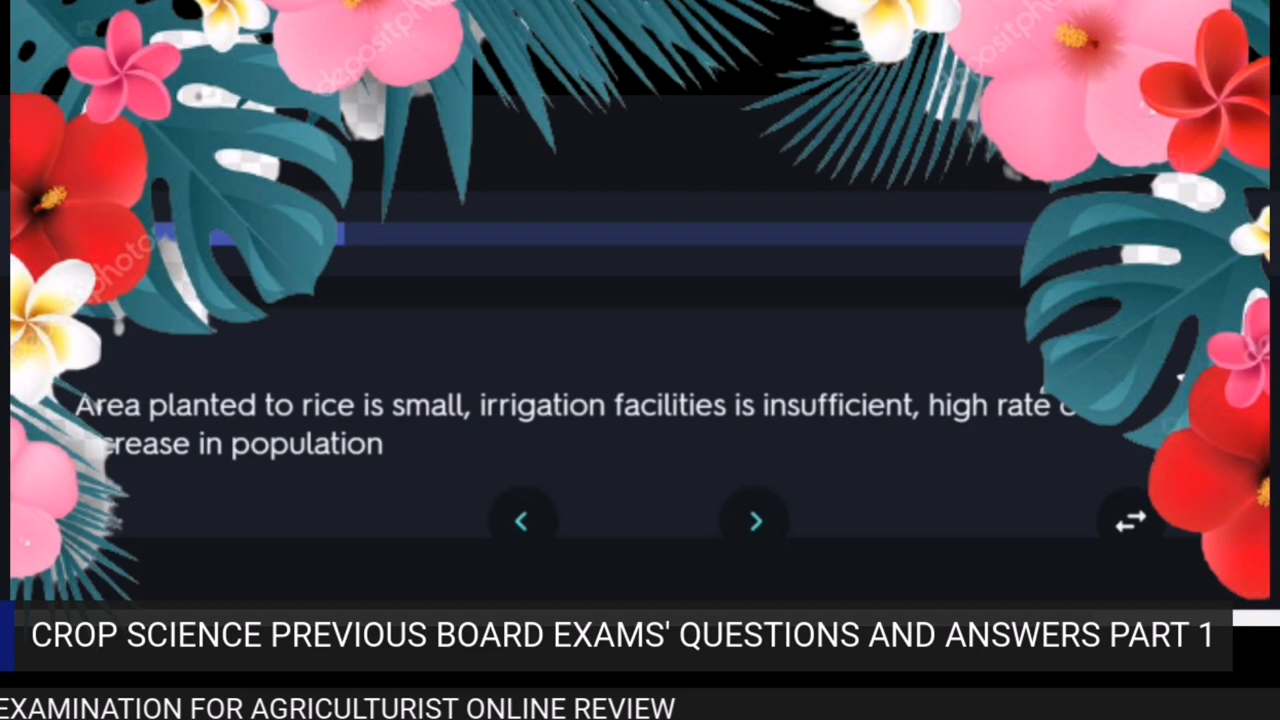 Area planted to rice is small, irrigation facilities is insufficient, high rate
in population
CROP SCIENCE PREVIOUS BOARD EXAMS' QUESTIONS AND ANSWERS PART 1
EXAMINATION FOR AGRICULTURIST ONLINE REVIEW